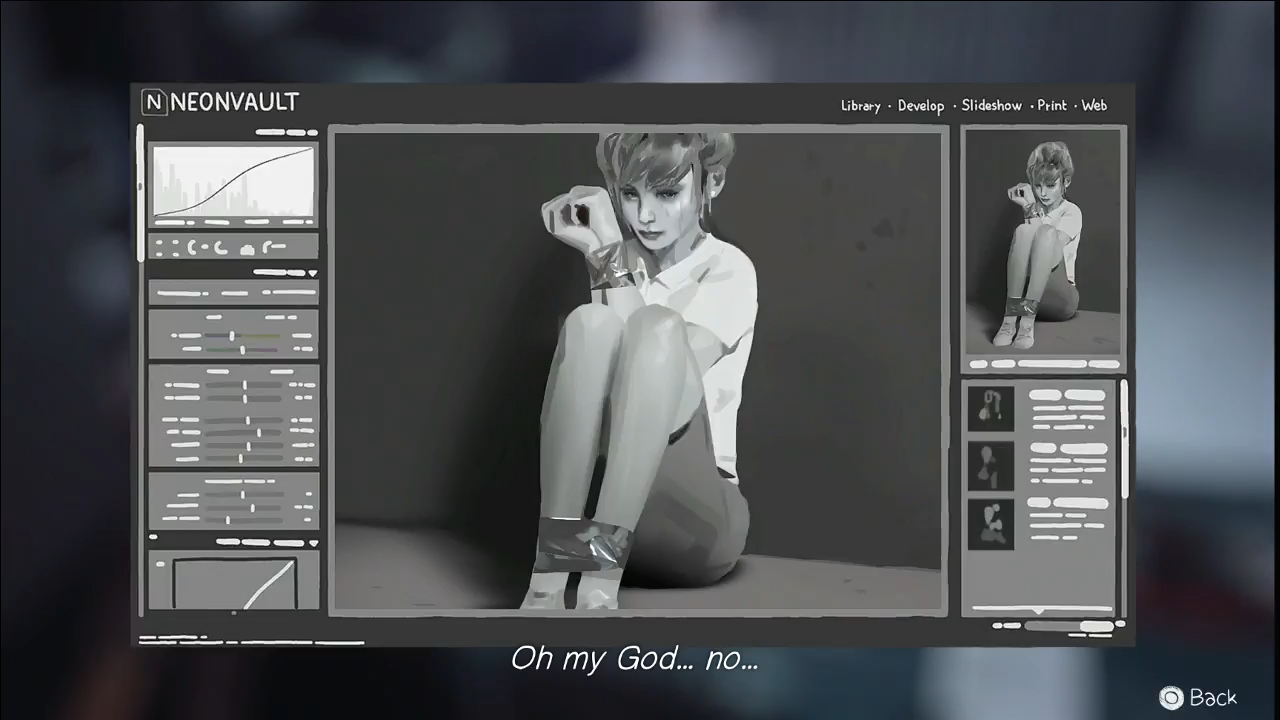 N NEONVAULT
Library · Develop · Slideshow · Print · Web
Oh my God... no...
Back